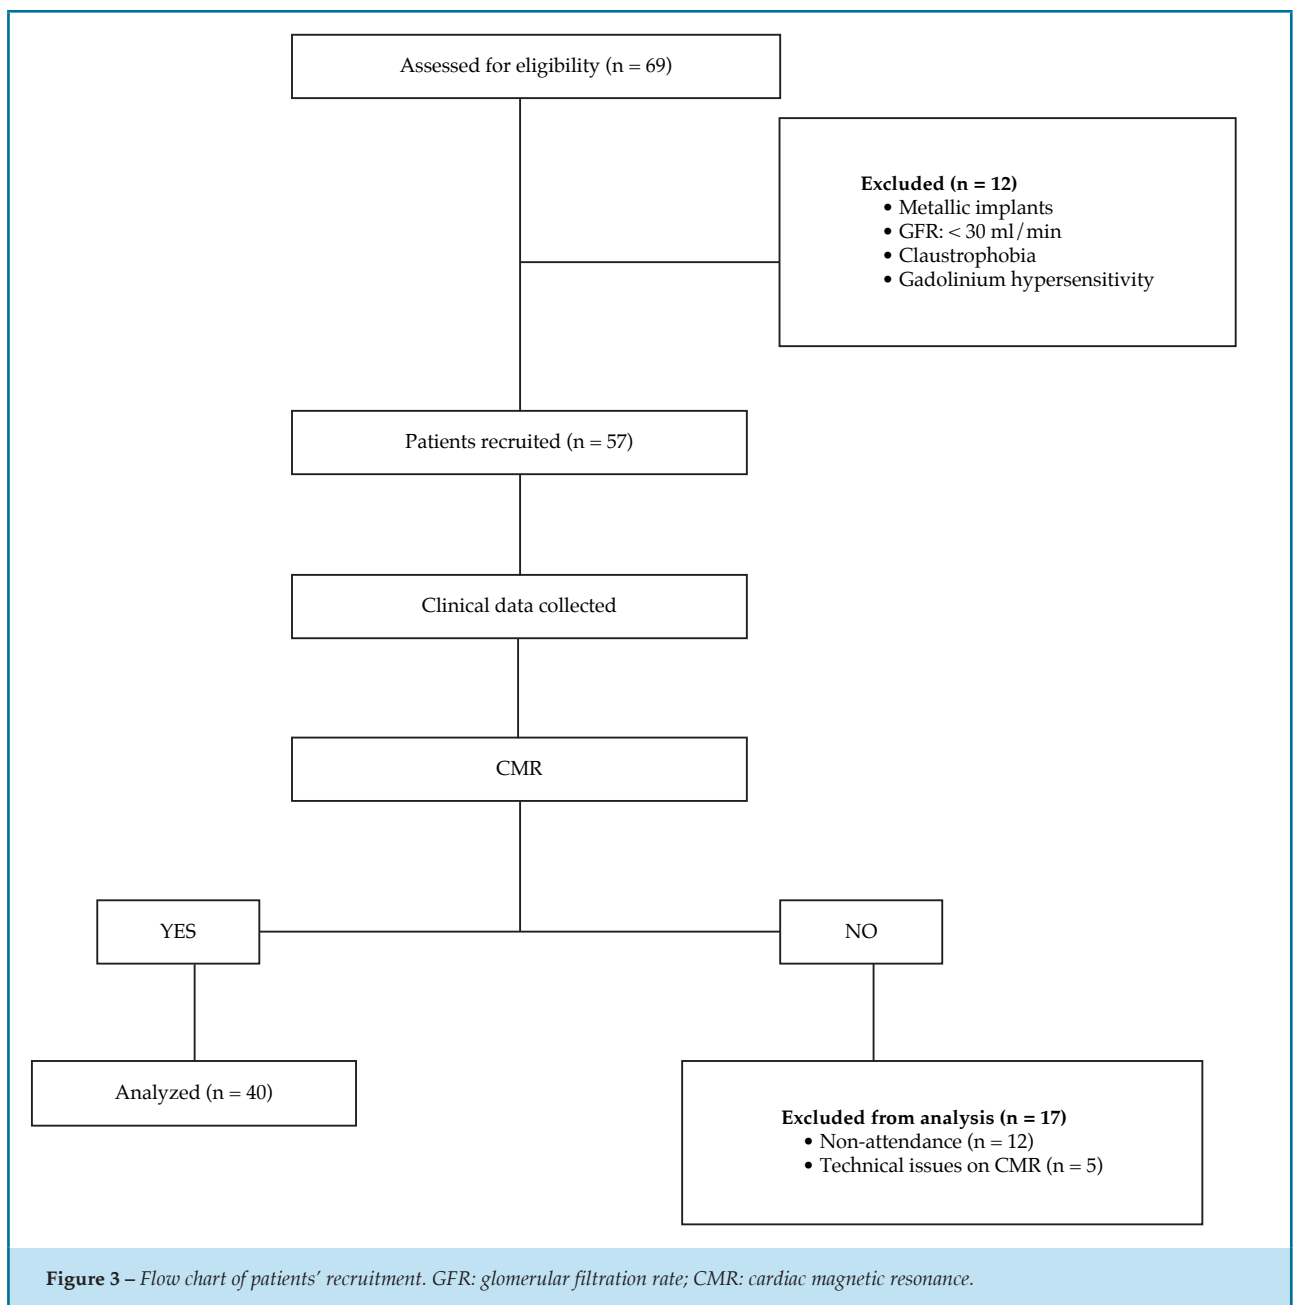 Assessed for eligibility (n = 69)
Excluded (n = 12)
• Metallic implants
• GFR: < 30 ml/min
• Claustrophobia
• Gadolinium hypersensitivity
Patients recruited (n = 57)
Clinical data collected
CMR
YES
NO
Analyzed (n = 40)
Excluded from analysis (n = 17)
• Non-attendance (n = 12)
• Technical issues on CMR (n = 5)
Figure 3 – Flow chart of patients’ recruitment. GFR: glomerular filtration rate; CMR: cardiac magnetic resonance.